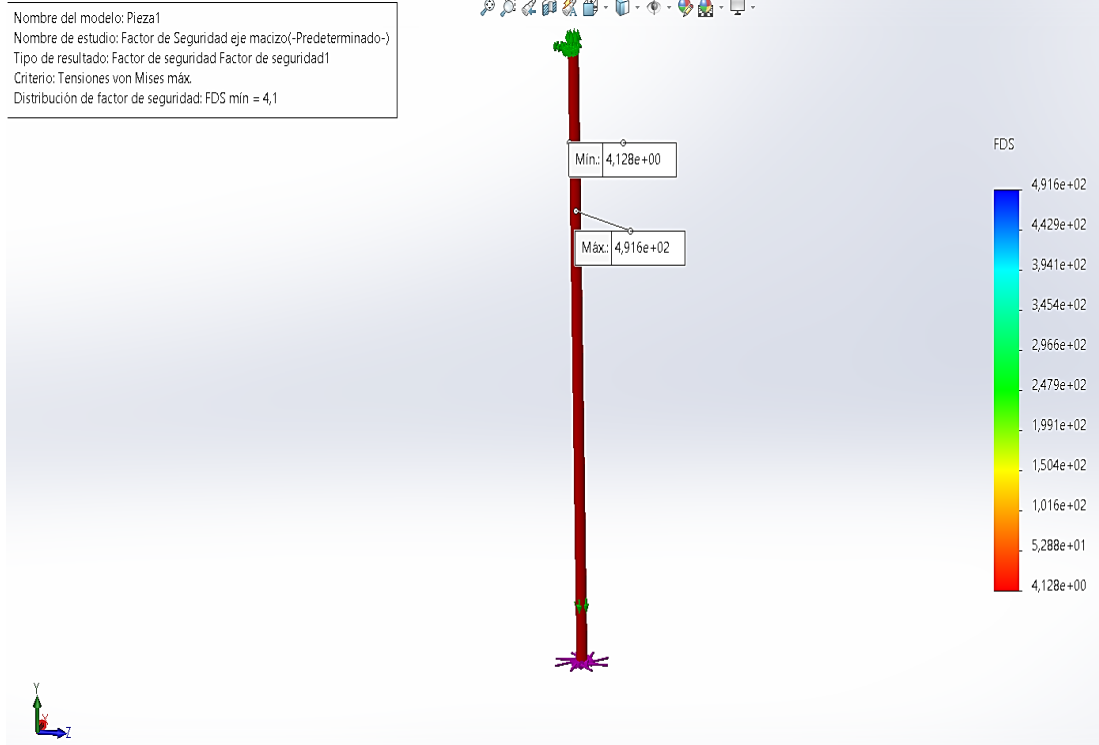 Nombre del modelo: Pieza1
Nombre de estudio: Factor de Seguridad eje macizo(-Predeterminado-)
Tipo de resultado: Factor de seguridad Factor de seguridad1
Criterio: Tensiones von Mises máx.
Distribución de factor de seguridad: FDS mín = 4,1
Mín.: 4,128e+00
Máx.: 4,916e+02
FDS
4,916e+02
4,429e+02
3,941e+02
3,454e+02
2,966e+02
2,479e+02
1,991e+02
1,504e+02
1,016e+02
5,288e+01
4,128e+00
Y
Z